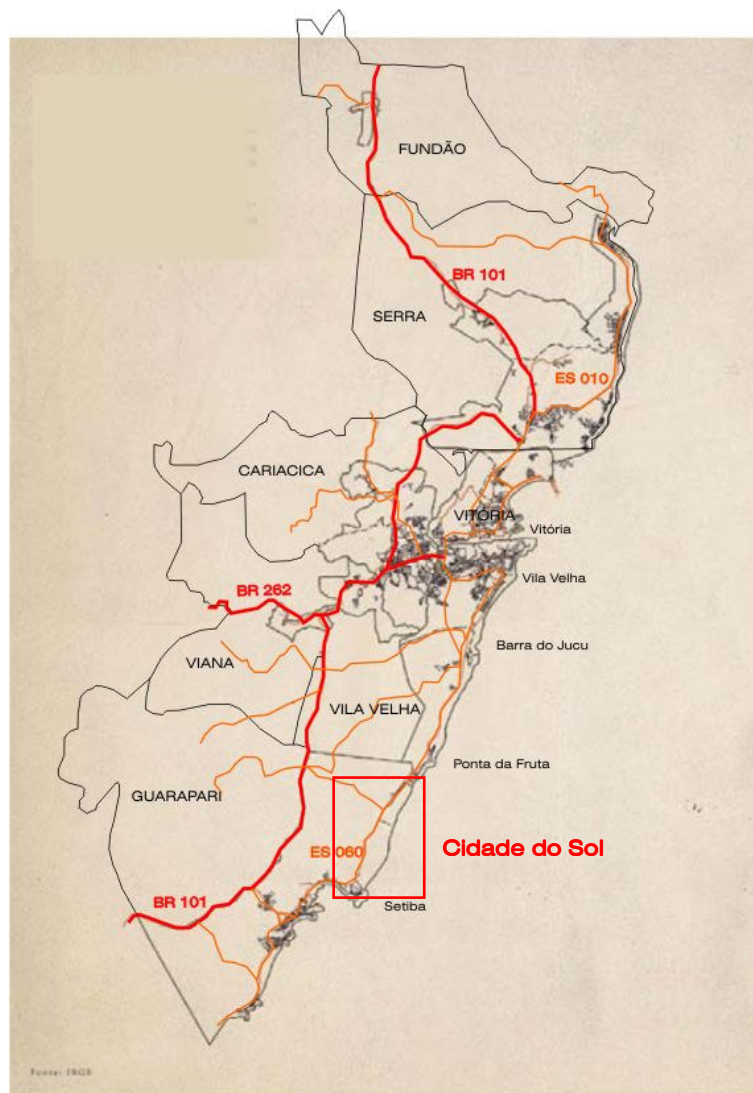 FUNDÃO
BR 101
SERRA
ES 010
CARIACICA
VITÓRIA
Vitória
Vila Velha
BR 262
Barra do Jucu
VIANA
VILA VELHA
Ponta da Fruta
GUARAPARI
Cidade do Sol
ES 060
BR 101
Setiba
Fonte: IBGE